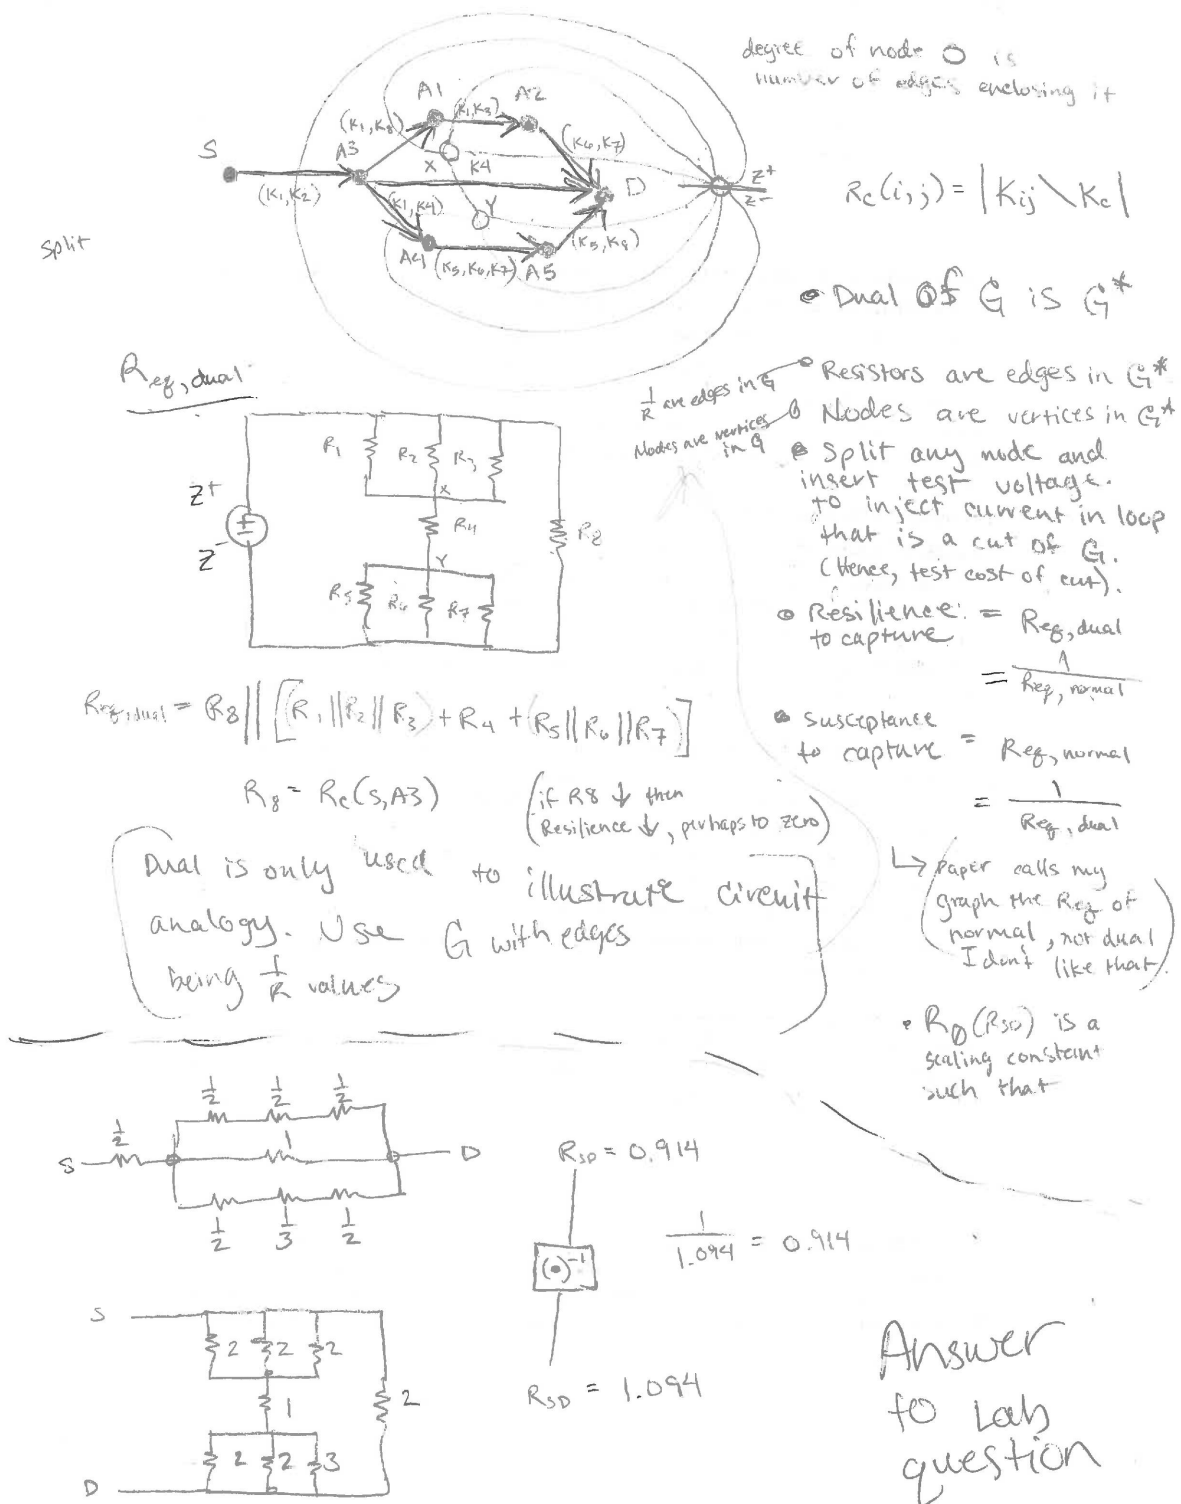 degree of node O is
number of edges enclosing it
A1
A2
(K1,K8)
(K1,K3)
(K6,K7)
S
A3
X
K4
D
Z+
Z-
(K1,K2)
(K1,K4)
Y
Rc(i,j) = |Kij \ Kc|
split
A4
(K5,K6,K7)
A5
(K5,K8)
• Dual of G is G*
Req,dual
1/R are edges in G
• Resistors are edges in G*
Nodes are vertices
in G
• Nodes are vertices in G*
• Split any node and
insert test voltage.
to inject current in loop
that is a cut of G.
(Hence, test cost of cut).
R1
R2
R3
Z+
Z-
X
R4
R8
Y
R5
R6
R7
• Resilience: = Req,dual
to capture
= 1/Req,normal
Req,dual = R8 || [(R1||R2||R3) + R4 + (R5||R6||R7)]
• susceptance
to capture = Req,normal
= 1/Req,dual
R8 = Rc(S,A3)
(if R8 ↓ then
Resilience ↓, perhaps to zero)
Dual is only used to illustrate circuit
analogy. Use G with edges
being 1/R values
↳ (paper calls my
graph the Req of
normal, not dual
I don't like that.)
• (RSD) is a
scaling constant
such that
1/2 1/2 1/2
1/2
1
S
D
1/2 1/3 1/2
RSD = 0.914
(•)-1
1/1.094 = 0.914
S
2 2 2
1
2
2 2 3
D
RSD = 1.094
Answer
to Lab
question